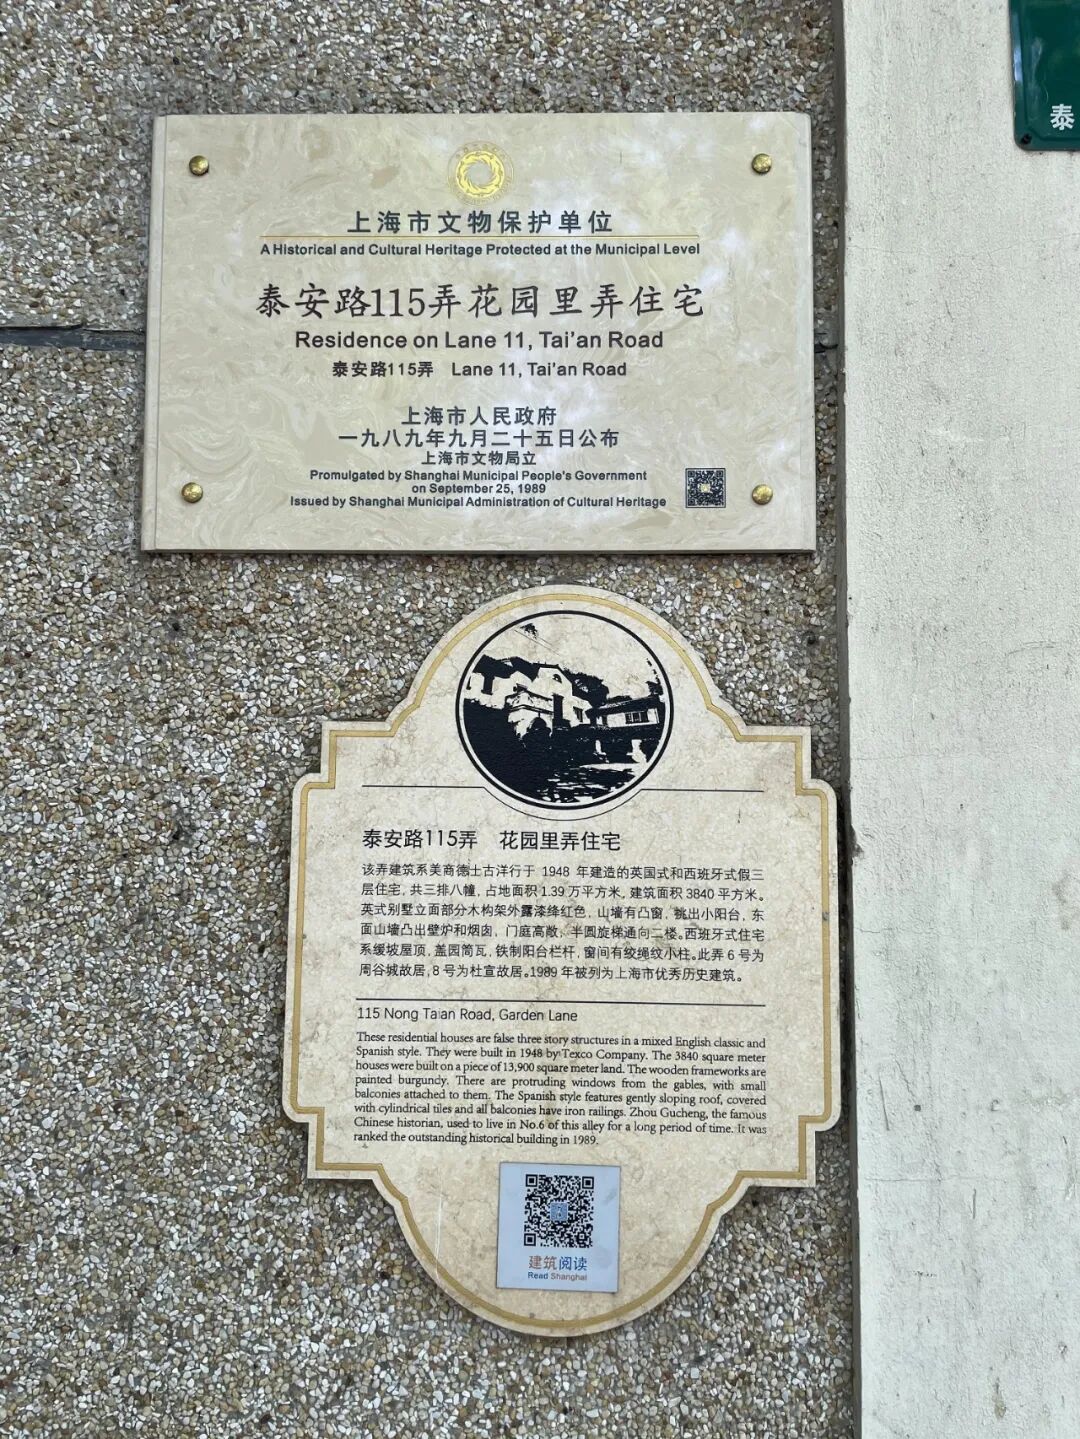 泰
上海市文物保护单位
A Historical and Cultural Heritage Protected at the Municipal Level
泰安路115弄花园里弄住宅
Residence on Lane 11, Tai'an Road
泰安路115弄 Lane 11, Tai'an Road
上海市人民政府
一九八九年九月二十五日公布
上海市文物局立
Promulgated by Shanghai Municipal People's Government
on September 25, 1989
Issued by Shanghai Municipal Administration of Cultural Heritage
泰安路115弄 花园里弄住宅
该弄建筑系美商德士古洋行于 1948 年建造的英国式和西班牙式假三
层住宅，共三排八幢，占地面积 1.39 万平方米，建筑面积 3840 平方米。
英式别墅立面部分木构架外露漆绛红色，山墙有凸窗，挑出小阳台，东
面山墙凸出壁炉和烟囱，门庭高敞，半圆旋梯通向二楼。西班牙式住宅
系缓坡屋顶，盖园筒瓦，铁制阳台栏杆，窗间有绞绳纹小柱。此弄 6 号为
周谷城故居，8 号为杜宣故居。1989 年被列为上海市优秀历史建筑。
115 Nong Taian Road, Garden Lane
These residential houses are false three story structures in a mixed English classic and
Spanish style. They were built in 1948 by Texco Company. The 3840 square meter
houses were built on a piece of 13,900 square meter land. The wooden frameworks are
painted burgundy. There are protruding windows from the gables, with small
balconies attached to them. The Spanish style features gently sloping roof, covered
with cylindrical tiles and all balconies have iron railings. Zhou Gucheng, the famous
Chinese historian, used to live in No.6 of this alley for a long period of time. It was
ranked the outstanding historical building in 1989.
建筑阅读
Read Shanghai